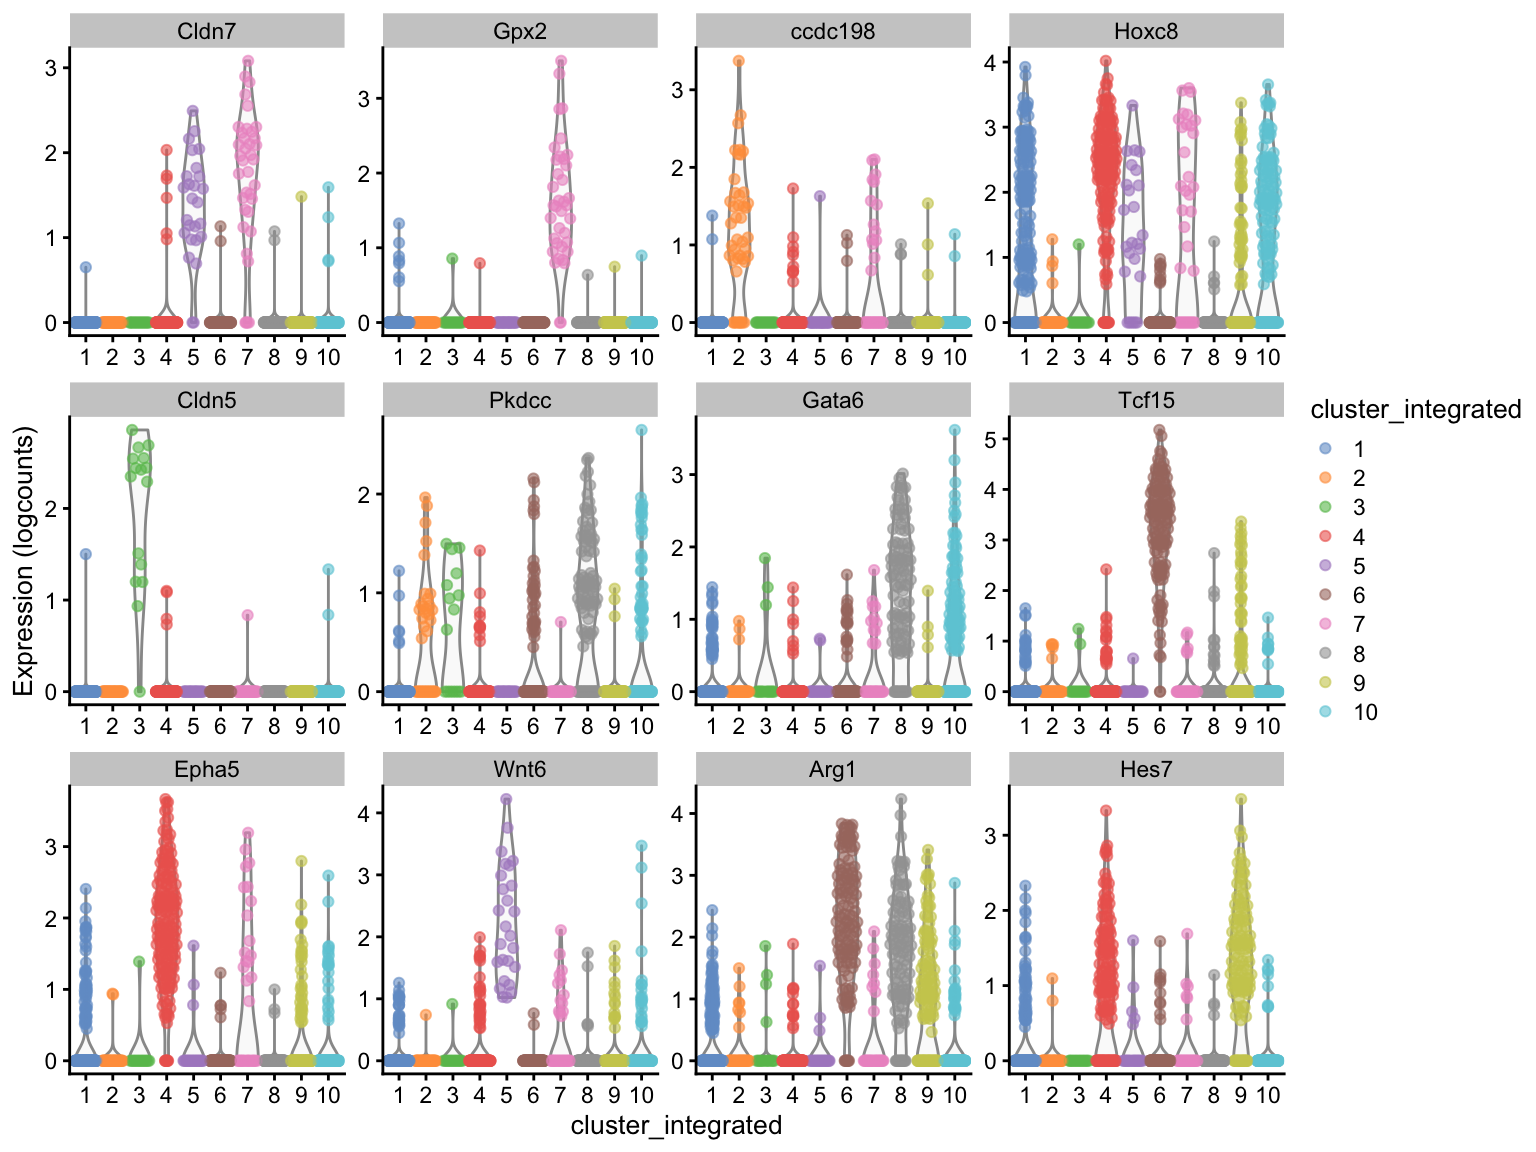 Cldn7 Gpx2 ccdc198 Hoxc8
3 2 1 0
3 2 1 0
3 2 1 0
4 3 2 1 0
1 2 3 4 5 6 7 8 9 10
1 2 3 4 5 6 7 8 9 10
1 2 3 4 5 6 7 8 9 10
1 2 3 4 5 6 7 8 9 10
Cldn5 Pkdcc Gata6 Tcf15
2 1 0
2 1 0
3 2 1 0
5 4 3 2 1 0
1 2 3 4 5 6 7 8 9 10
1 2 3 4 5 6 7 8 9 10
1 2 3 4 5 6 7 8 9 10
1 2 3 4 5 6 7 8 9 10
Epha5 Wnt6 Arg1 Hes7
3 2 1 0
4 3 2 1 0
4 3 2 1 0
3 2 1 0
1 2 3 4 5 6 7 8 9 10
1 2 3 4 5 6 7 8 9 10
1 2 3 4 5 6 7 8 9 10
1 2 3 4 5 6 7 8 9 10
Expression (logcounts)
cluster_integrated
cluster_integrated
1
2
3
4
5
6
7
8
9
10